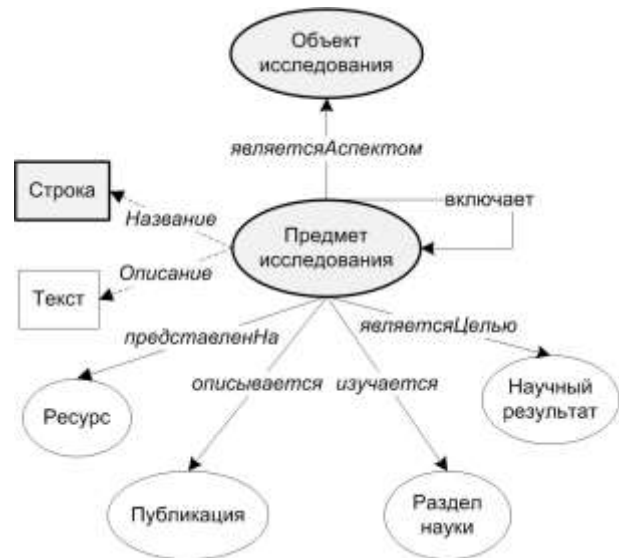 Объект
исследования
являетсяАспектом
Строка
включает
Название
Предмет
исследования
Описание
Текст
представленНа
являетсяЦелью
описывается
изучается
Научный
результат
Ресурс
Публикация
Раздел
науки